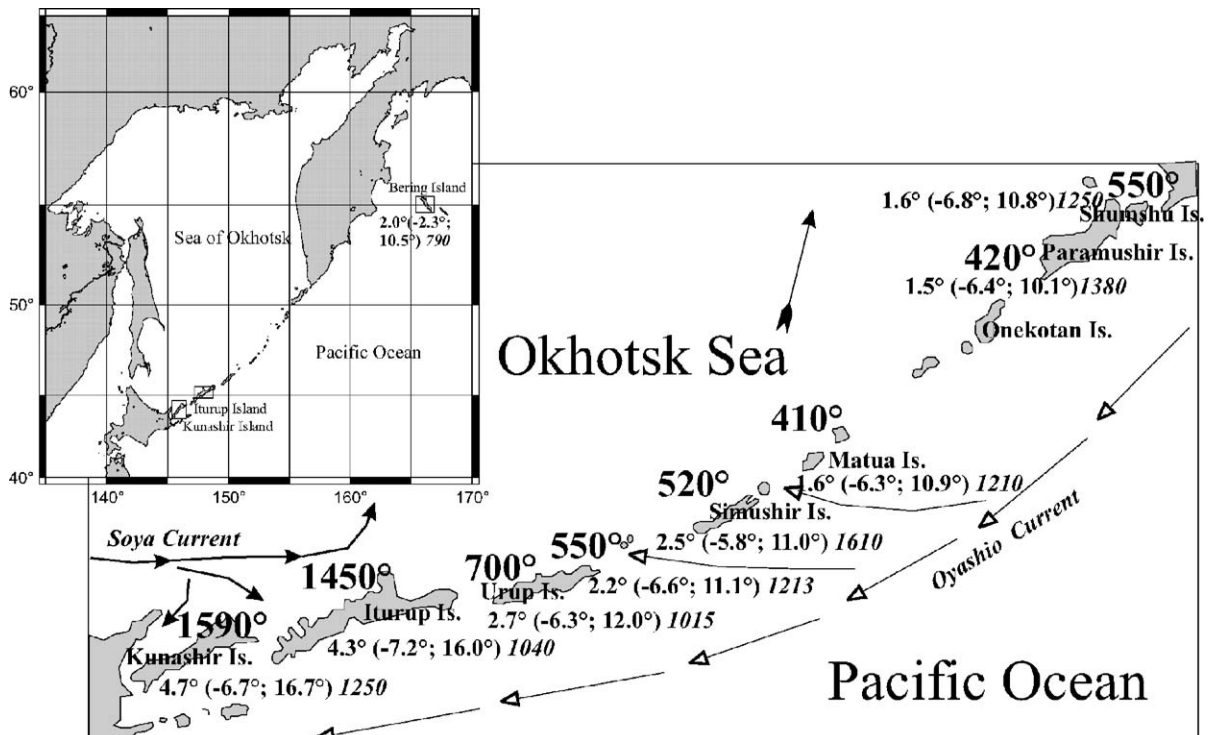 60°
50°
40°
140°
150°
160°
170°
Bering Island
2.0°(-2.3°;
10.5°) 790
Sea of Okhotsk
Pacific Ocean
Iturup Island
Kunashir Island
550°
1.6° (-6.8°; 10.8°)1250
Shumshu Is.
420° Paramushir Is.
1.5° (-6.4°; 10.1°)1380
Onekotan Is.
Okhotsk Sea
410°
Matua Is.
1.6° (-6.3°; 10.9°) 1210
520°
Simushir Is.
2.5° (-5.8°; 11.0°) 1610
Oyashio Current
Soya Current
550°
2.2° (-6.6°; 11.1°) 1213
700°
Urup Is.
2.7° (-6.3°; 12.0°) 1015
1450°
Iturup Is.
4.3° (-7.2°; 16.0°) 1040
1590°
Kunashir Is.
4.7° (-6.7°; 16.7°) 1250
Pacific Ocean